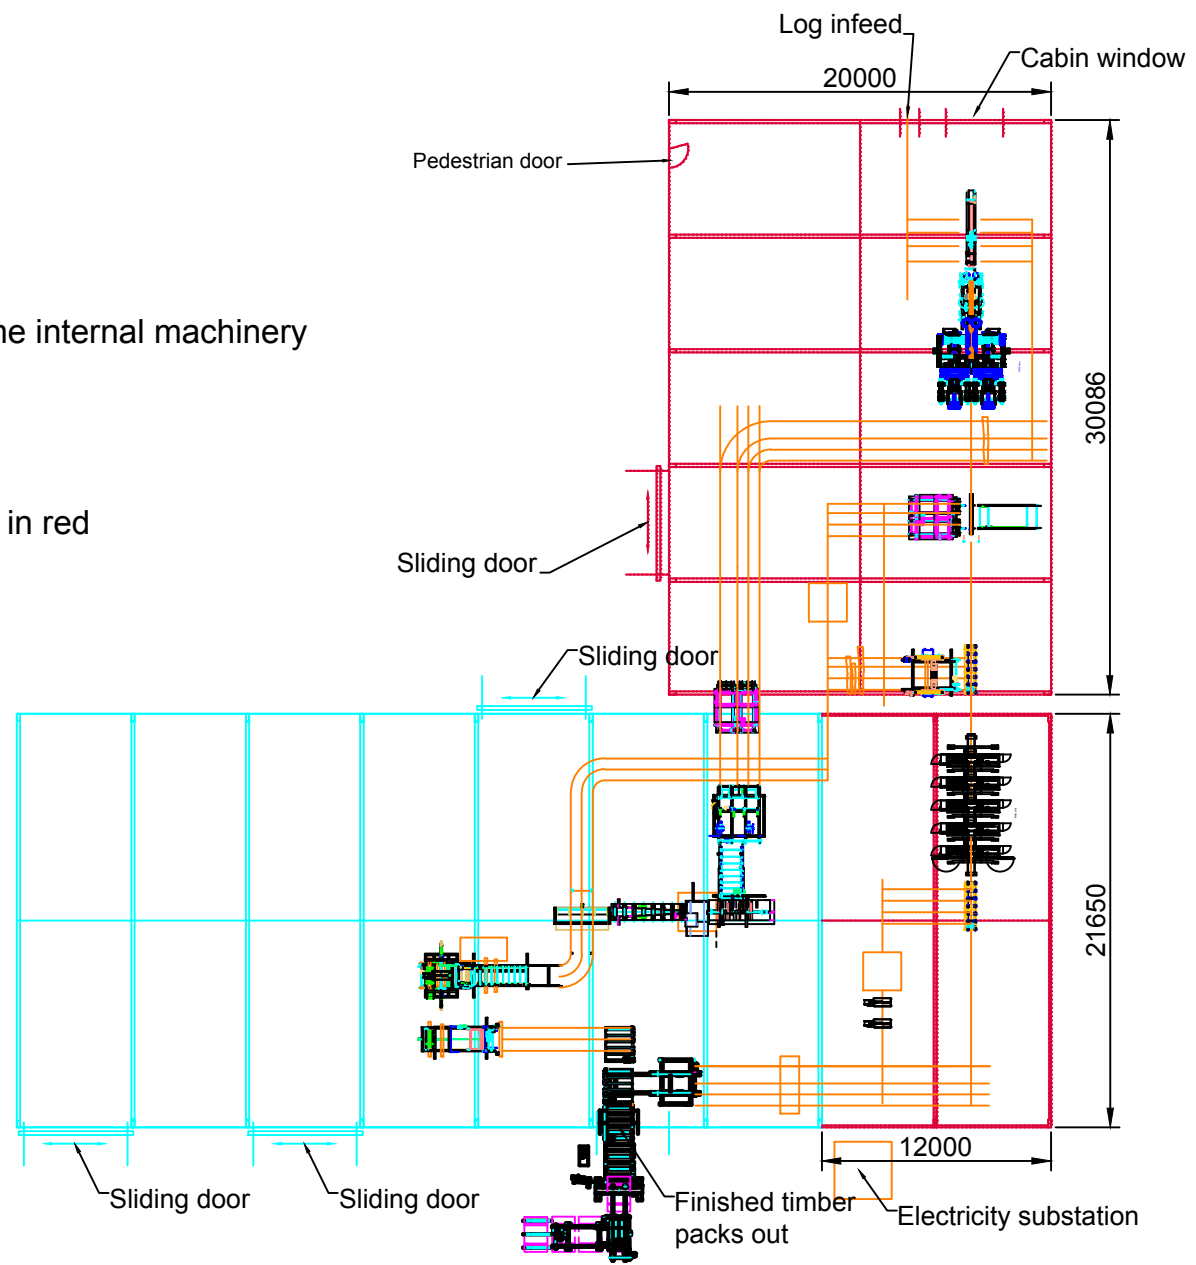 Log infeed
Cabin window
20000
Pedestrian door
ne internal machinery
30086
in red
Sliding door
Sliding door
21650
12000
Sliding door
Sliding door
Finished timber
packs out
Electricity substation